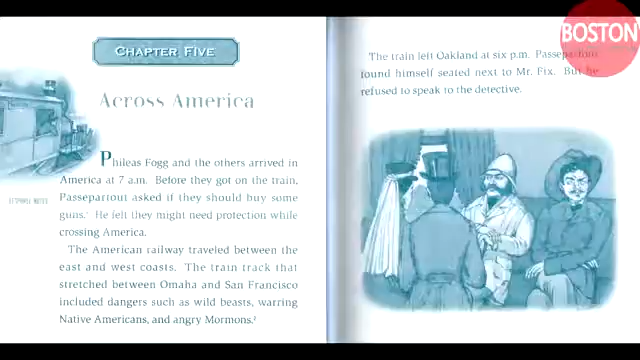 CHAPTER FIVE
Across America
Phileas Fogg and the others arrived in
America at 7 a.m. Before they got on the train,
Passepartout asked if they should buy some
guns.¹ He felt they might need protection while
crossing America.
The American railway traveled between the
east and west coasts. The train track that
stretched between Omaha and San Francisco
included dangers such as wild beasts, warring
Native Americans, and angry Mormons.²
The train left Oakland at six p.m. Passepartout
found himself seated next to Mr. Fix. But he
refused to speak to the detective.
BOSTON